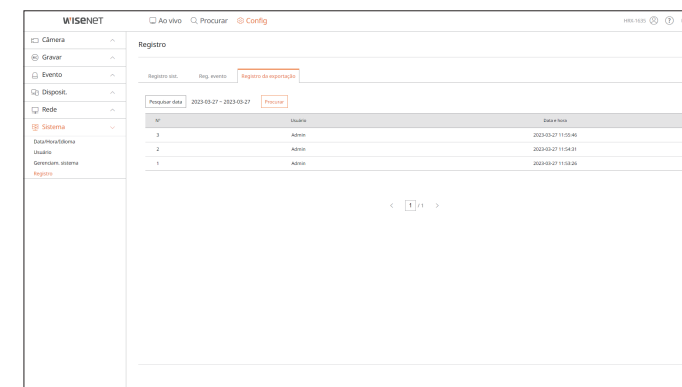 WISENET
Ao vivo Procurar Config
HRX-1635
Câmera
Gravar
Evento
Disposit.
Rede
Sistema
Data/Hora/Idioma
Usuário
Gerenciam. sistema
Registro
Registro
Registro sist. Reg. evento Registro da exportação
Pesquisar data 2023-03-27 ~ 2023-03-27 Procurar
Nº Usuário Data e hora
3 Admin 2023-03-27 11:55:46
2 Admin 2023-03-27 11:54:31
1 Admin 2023-03-27 11:53:26
< 1 / 1 >